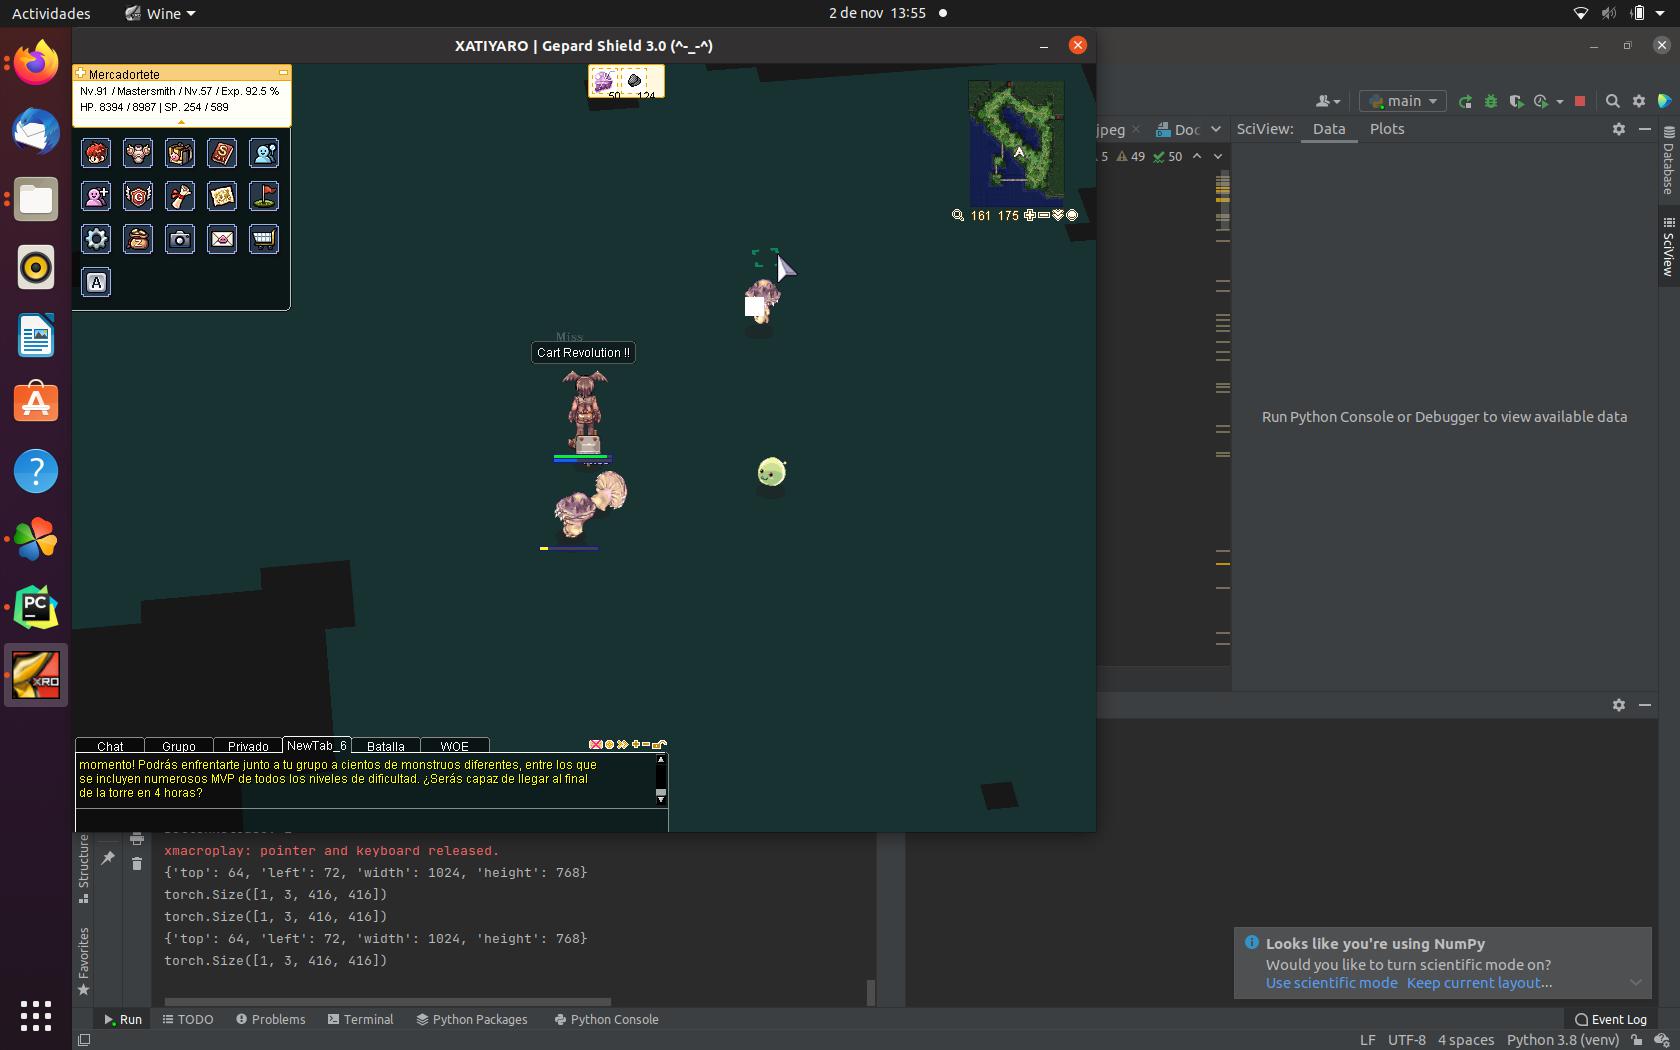 Actividades
Wine
2 de nov 13:55
XATIYARO | Gepard Shield 3.0 (^-_-^)
Mercadortete
Nv.91 / Mastersmith / Nv.57 / Exp. 92.5 %
HP. 8394 / 8987 | SP. 254 / 589
50 124
A
161 175
Miss
Cart Revolution !!
Chat Grupo Privado NewTab_6 Batalla WOE
momento! Podrás enfrentarte junto a tu grupo a cientos de monstruos diferentes, entre los que
se incluyen numerosos MVP de todos los niveles de dificultad. ¿Serás capaz de llegar al final
de la torre en 4 horas?
main
jpeg Doc
SciView: Data Plots
5 49 50
Database
SciView
Run Python Console or Debugger to view available data
PC
XRO
Structure
Favorites
xmacroplay: pointer and keyboard released.
{'top': 64, 'left': 72, 'width': 1024, 'height': 768}
torch.Size([1, 3, 416, 416])
torch.Size([1, 3, 416, 416])
{'top': 64, 'left': 72, 'width': 1024, 'height': 768}
torch.Size([1, 3, 416, 416])
Looks like you're using NumPy
Would you like to turn scientific mode on?
Use scientific mode Keep current layout...
Run TODO Problems Terminal Python Packages Python Console Event Log
LF UTF-8 4 spaces Python 3.8 (venv)